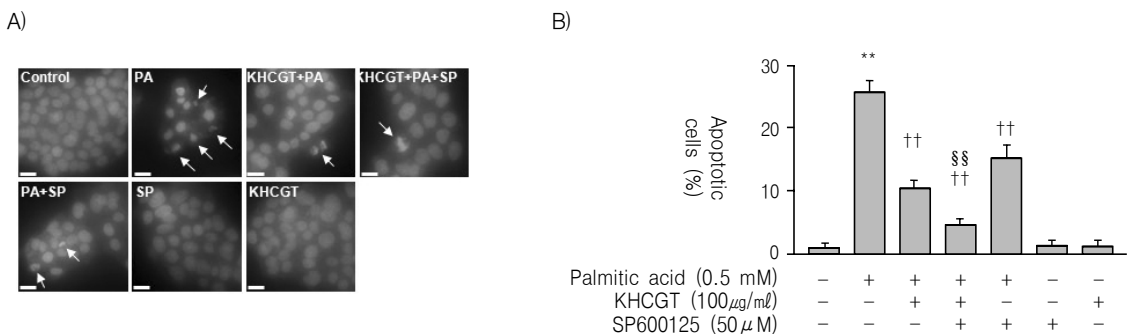 A)
Control PA KHCGT+PA KHCGT+PA+SP
PA+SP SP KHCGT
B)
Apoptotic
cells (%)
30
20
10
0
**
††
§§
††
††
Palmitic acid (0.5 mM) − + + + + − −
KHCGT (100μg/㎖) − − + + − − +
SP600125 (50μM) − − − + + + −